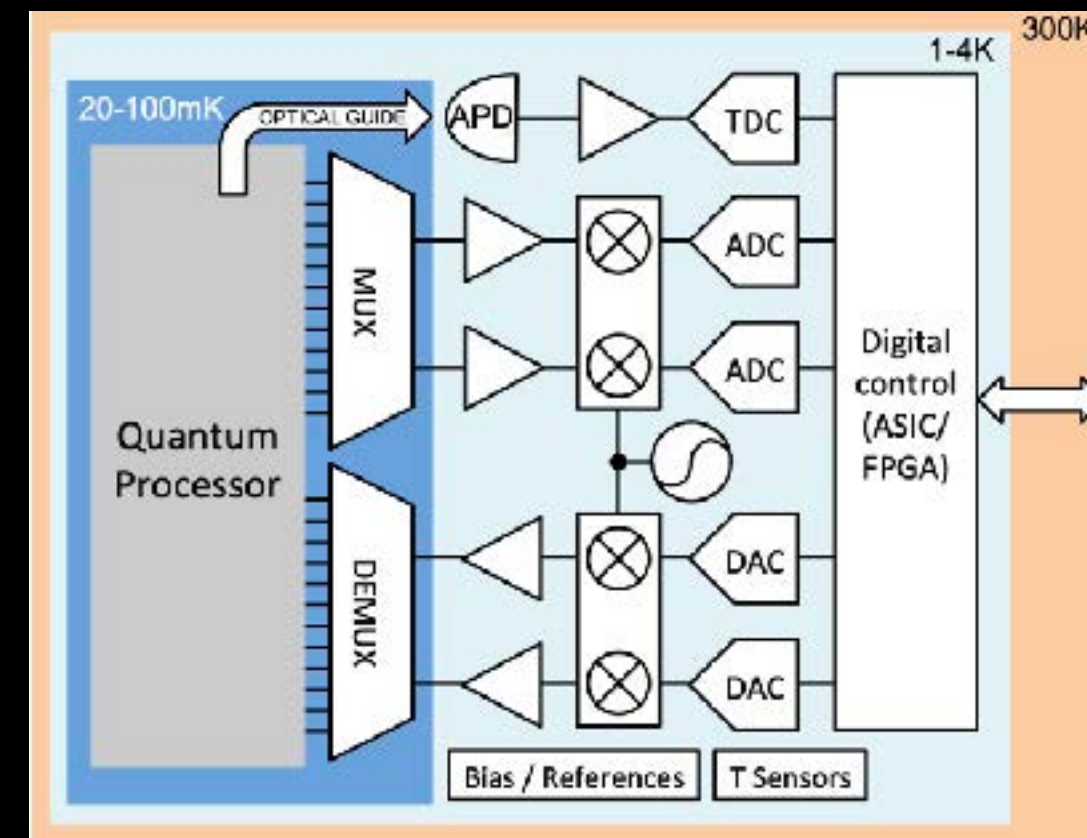 300K
1-4K
20-100mK
OPTICAL GUIDE
APD
TDC
MUX
ADC
ADC
Digital
control
(ASIC/
FPGA)
Quantum
Processor
DEMUX
DAC
DAC
Bias / References
T Sensors